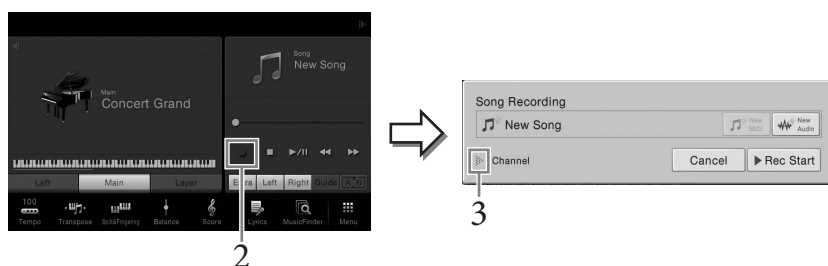 Song
New Song
Main
Concert Grand
Left Main Layer
Extra Left Right Guide A B
100
Tempo Transpose Split&Fingering Balance Score Lyrics MusicFinder Menu
2
Song Recording
New Song
New MIDI
New Audio
Channel
Cancel
Rec Start
3